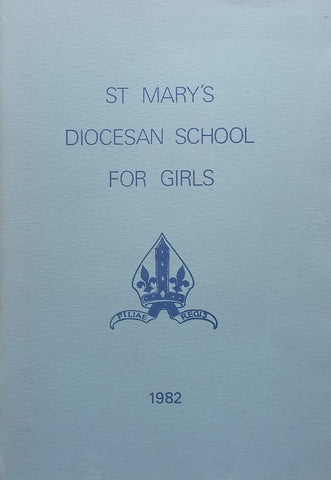 ST MARY'S
DIOCESAN SCHOOL
FOR GIRLS
FILIAE REGIS
1982